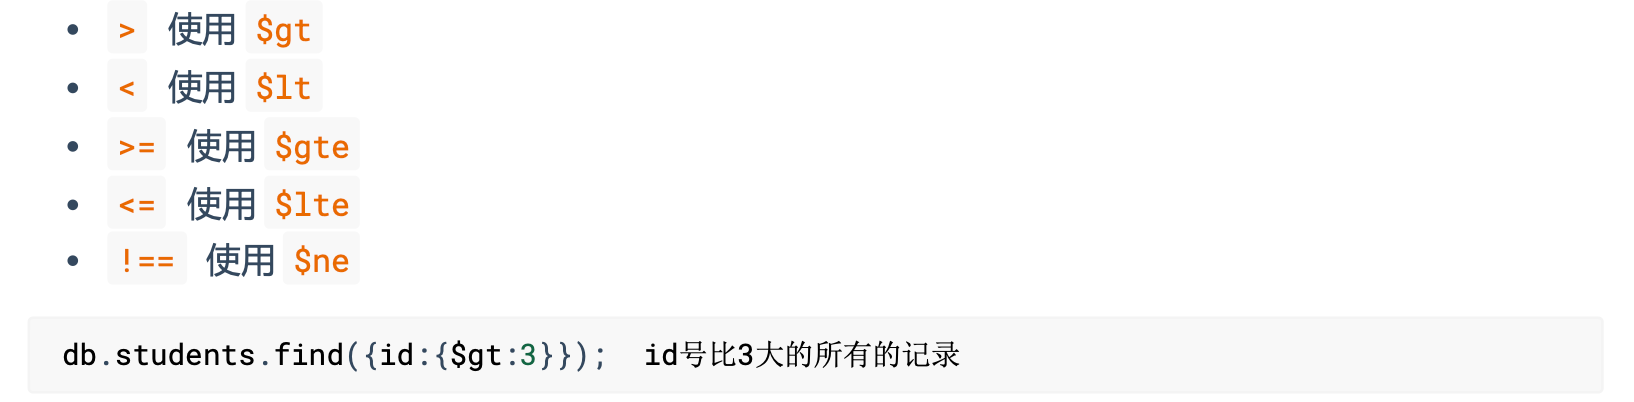 • > 使用 $gt
• < 使用 $lt
• >= 使用 $gte
• <= 使用 $lte
• !== 使用 $ne
db.students.find({id:{$gt:3}});  id号比3大的所有的记录